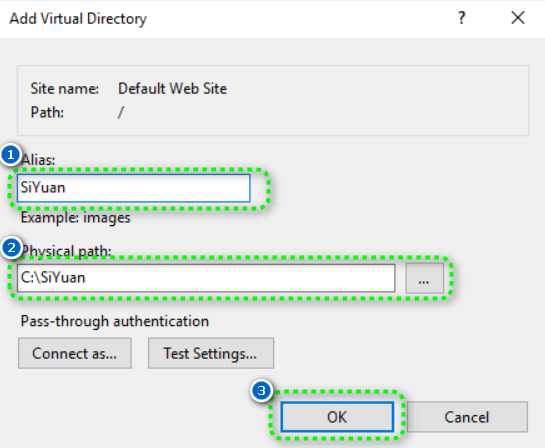 Add Virtual Directory ? ×
Site name: Default Web Site
Path: /
1 Alias:
SiYuan
Example: images
2 Physical path:
C:\SiYuan ...
Pass-through authentication
Connect as... Test Settings...
3
OK Cancel